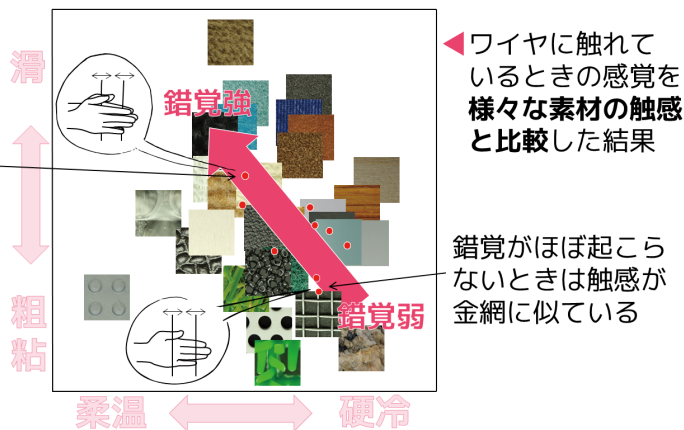 ◀ワイヤに触れて
いるときの感覚を
様々な素材の触感
と比較した結果
滑
錯覚強
錯覚がほぼ起こら
ないときは触感が
金網に似ている
錯覚弱
粗
粘
柔温
硬冷